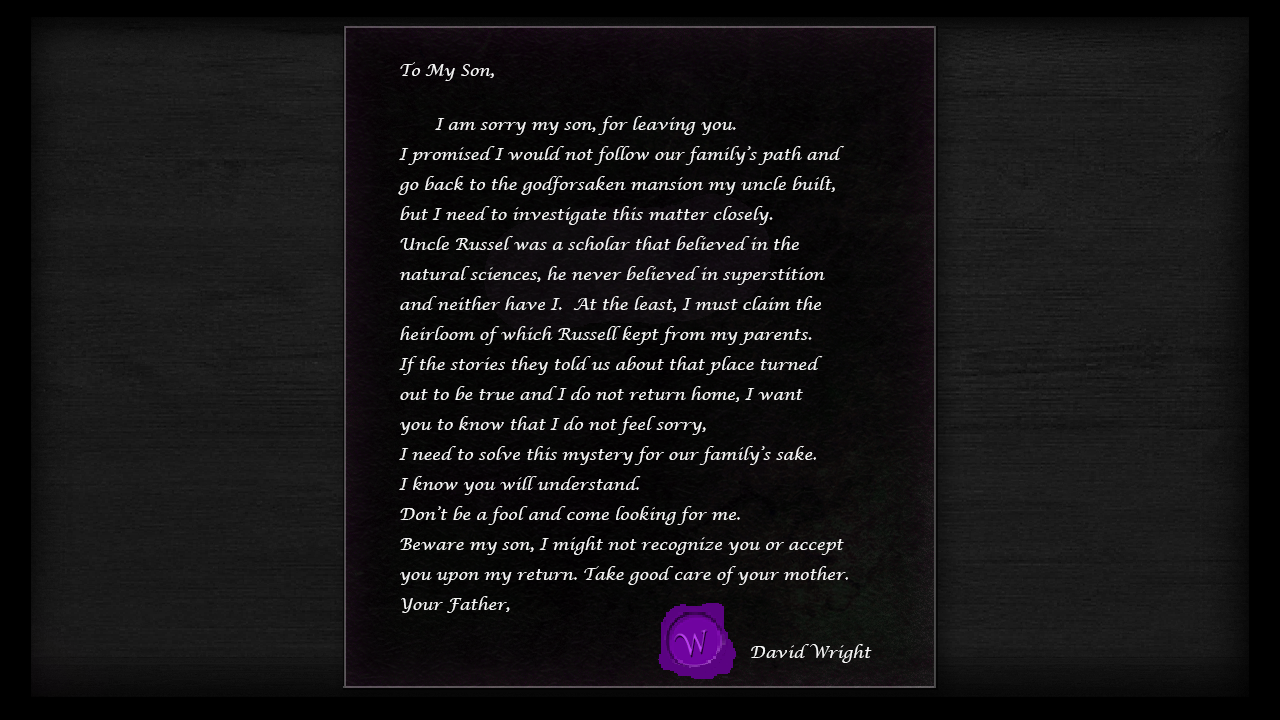 To My Son,
I am sorry my son, for leaving you.
I promised I would not follow our family's path and
go back to the godforsaken mansion my uncle built,
but I need to investigate this matter closely.
Uncle Russel was a scholar that believed in the
natural sciences, he never believed in superstition
and neither have I.  At the least, I must claim the
heirloom of which Russell kept from my parents.
If the stories they told us about that place turned
out to be true and I do not return home, I want
you to know that I do not feel sorry,
I need to solve this mystery for our family's sake.
I know you will understand.
Don't be a fool and come looking for me.
Beware my son, I might not recognize you or accept
you upon my return. Take good care of your mother.
Your Father,
W
David Wright